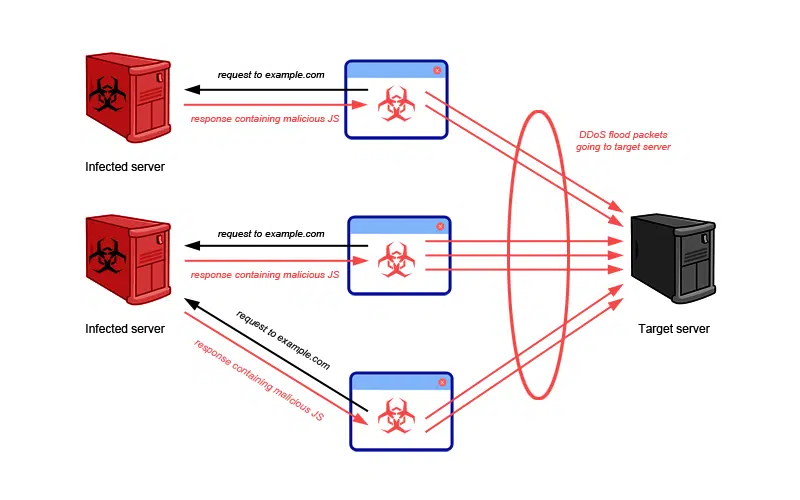 request to example.com
response containing malicious JS
DDoS flood packets
going to target server
Infected server
request to example.com
response containing malicious JS
Infected server
Target server
request to example.com
response containing malicious JS